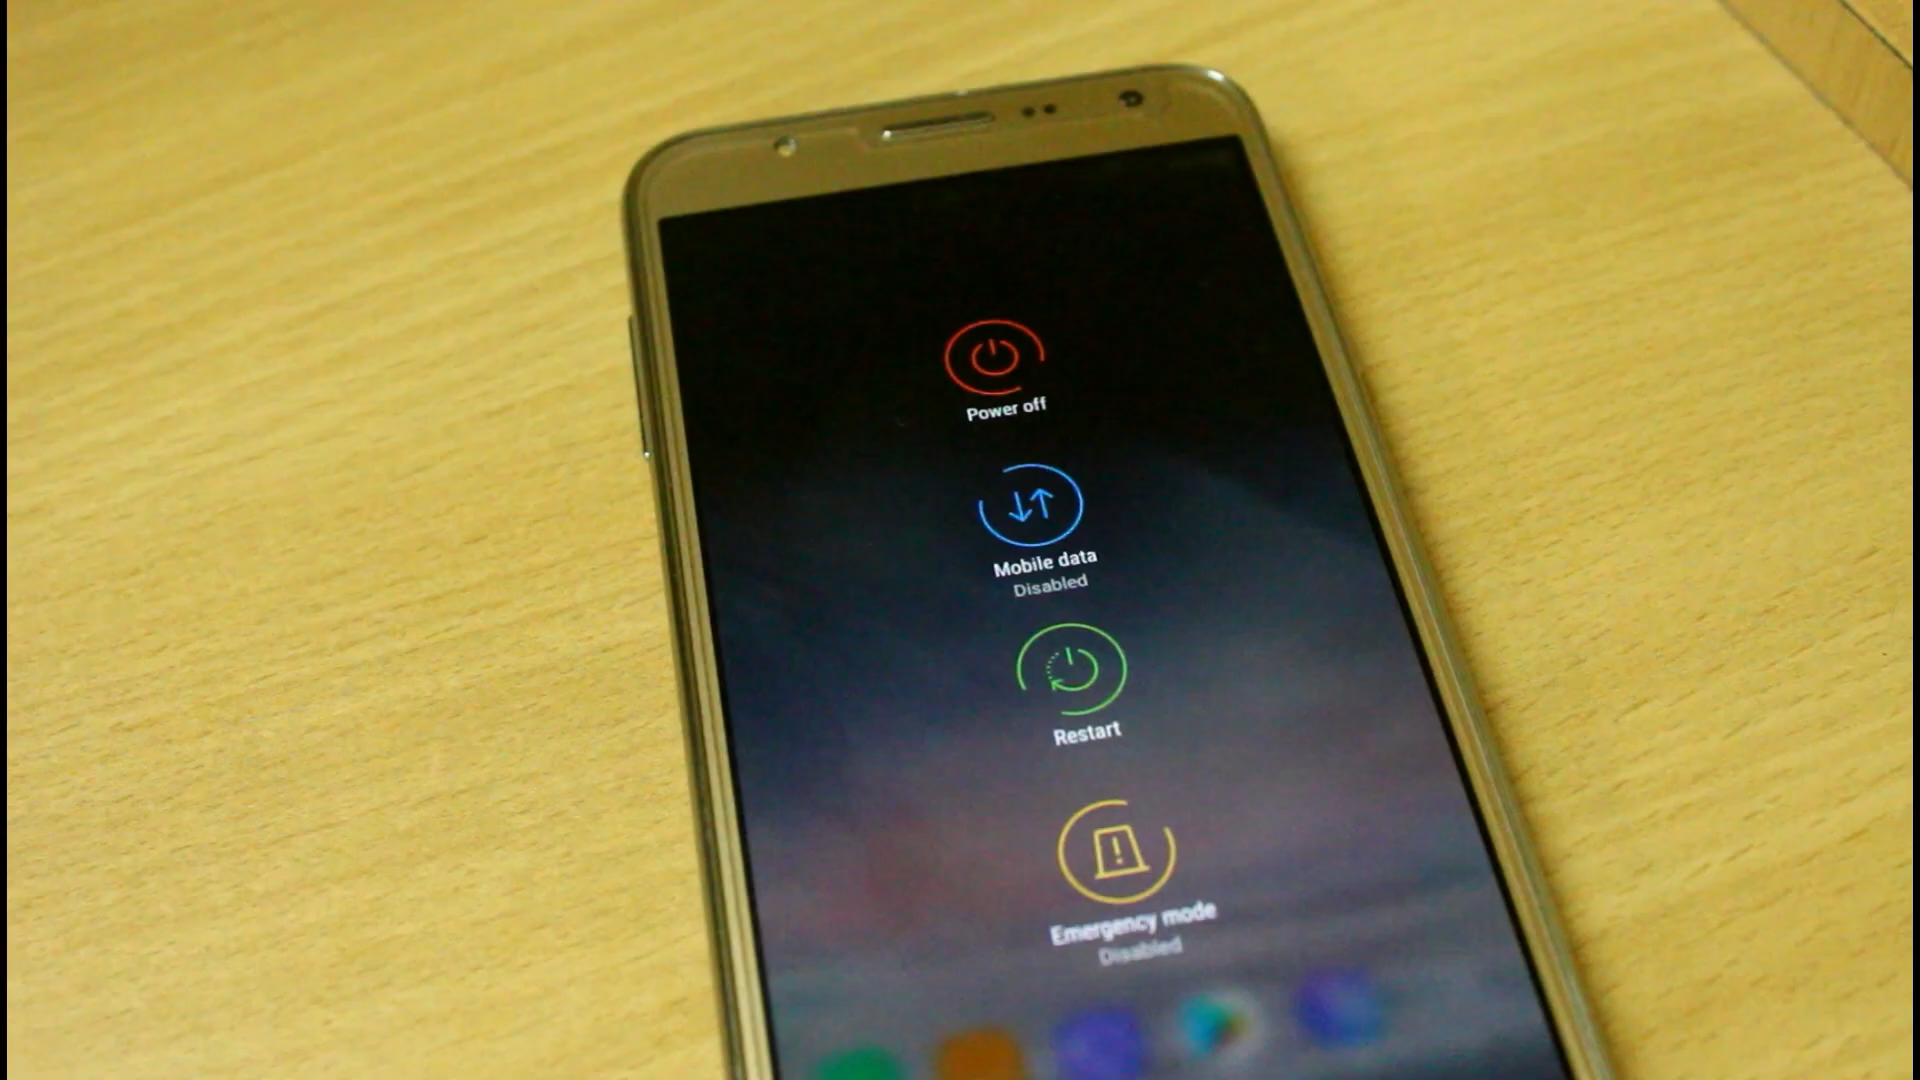 Power off
Mobile data
Disabled
Restart
Emergency mode
Disabled